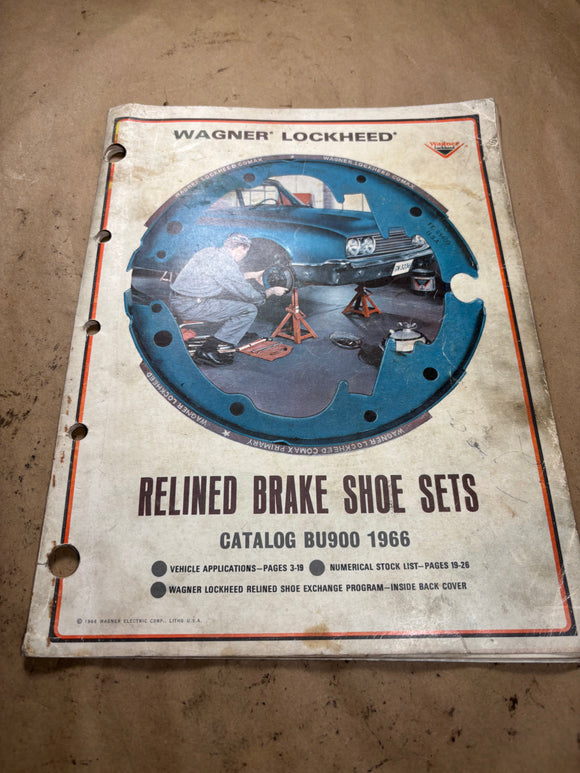 WAGNER® LOCKHEED®
Wagner
WAGNER LOCKHEED COMAX
RELINED BRAKE SHOE SETS
CATALOG BU900 1966
VEHICLE APPLICATIONS—PAGES 3-19
NUMERICAL STOCK LIST—PAGES 19-26
WAGNER LOCKHEED RELINED SHOE EXCHANGE PROGRAM—INSIDE BACK COVER
WAGNER LOCKHEED
WAGNER LOCKHEED COMAX PRIMARY
© 1966 WAGNER ELECTRIC CORP., LITHO U.S.A.